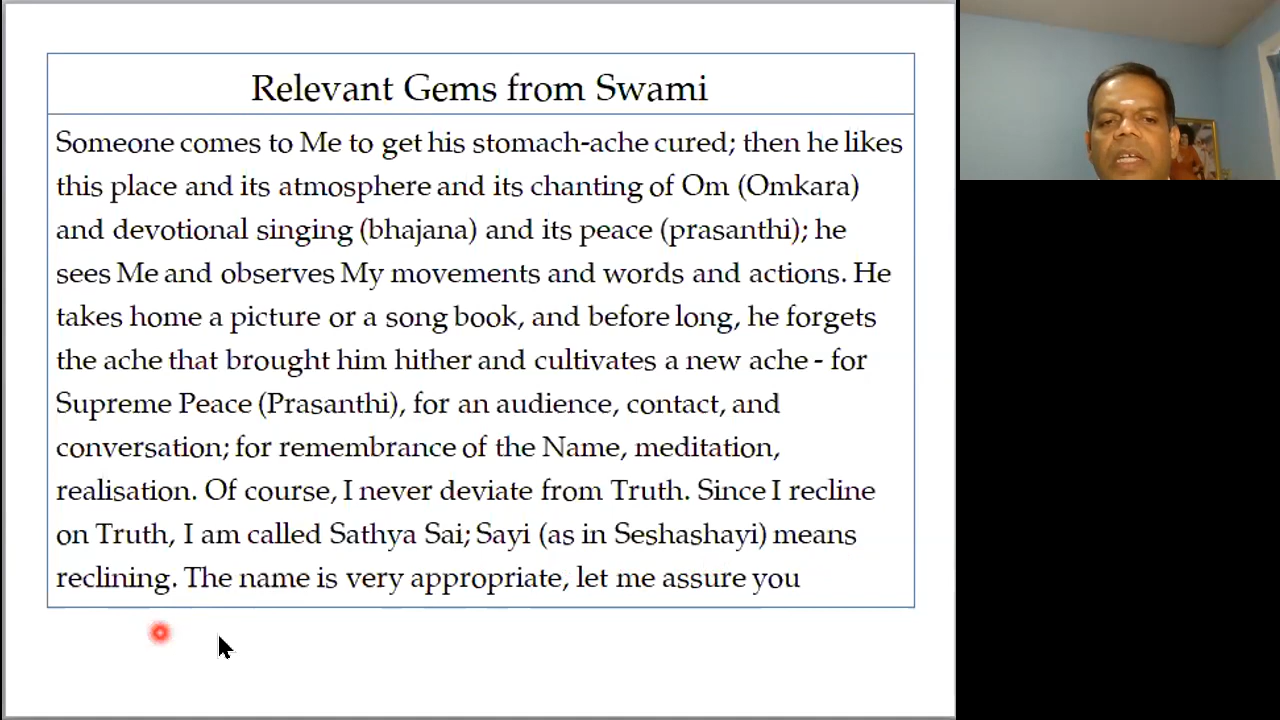 Relevant Gems from Swami
Someone comes to Me to get his stomach-ache cured; then he likes
this place and its atmosphere and its chanting of Om (Omkara)
and devotional singing (bhajana) and its peace (prasanthi); he
sees Me and observes My movements and words and actions. He
takes home a picture or a song book, and before long, he forgets
the ache that brought him hither and cultivates a new ache - for
Supreme Peace (Prasanthi), for an audience, contact, and
conversation; for remembrance of the Name, meditation,
realisation. Of course, I never deviate from Truth. Since I recline
on Truth, I am called Sathya Sai; Sayi (as in Seshashayi) means
reclining. The name is very appropriate, let me assure you